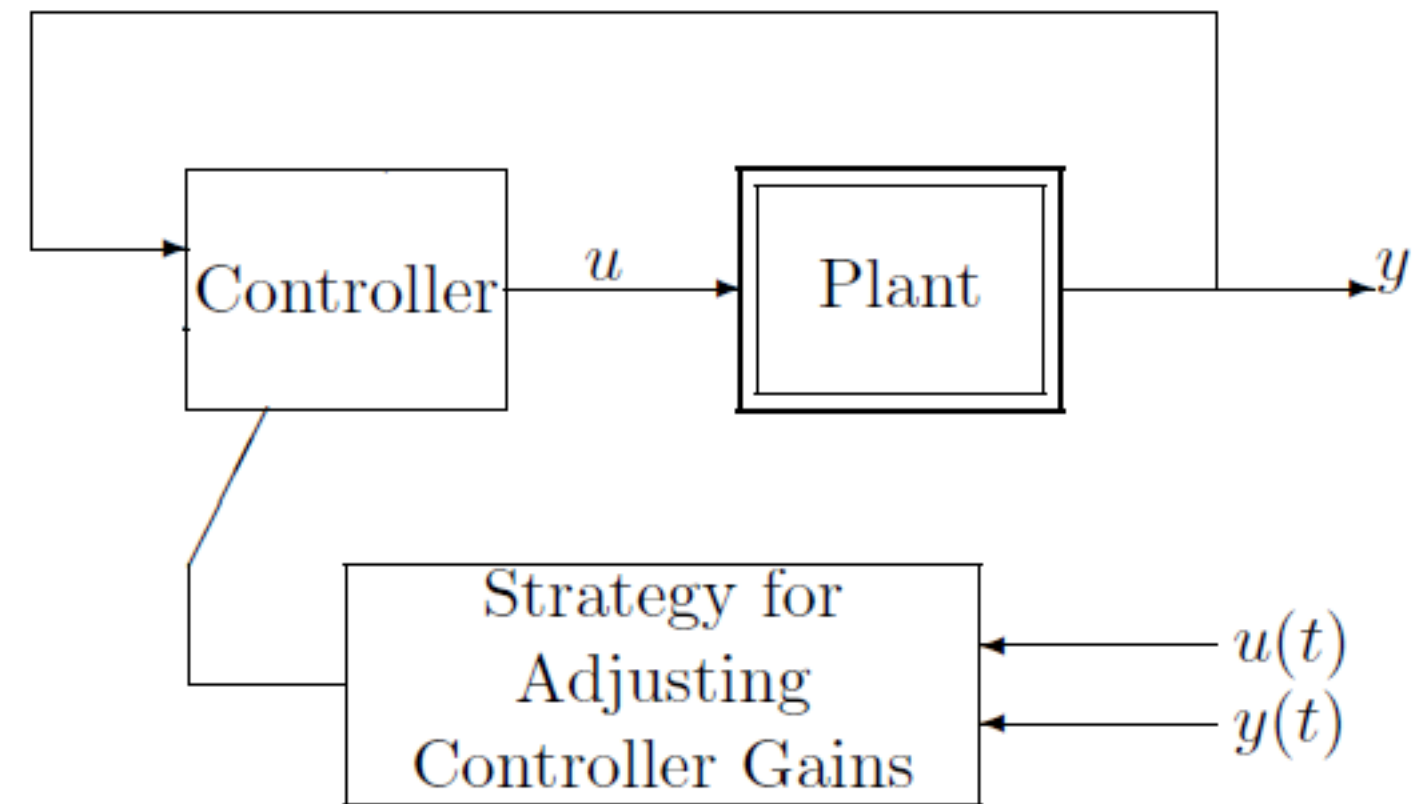 Controller
u
Plant
y
Strategy for
Adjusting
Controller Gains
u(t)
y(t)